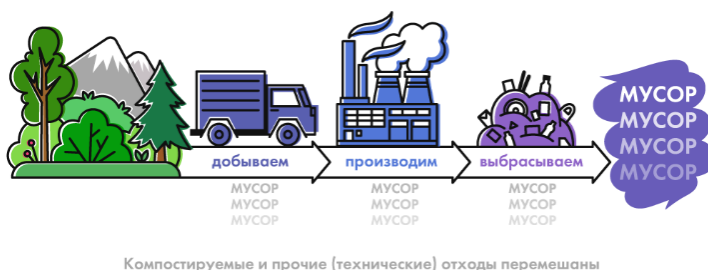 МУСОР
МУСОР
МУСОР
МУСОР
добываем производим выбрасываем
МУСОР МУСОР МУСОР
МУСОР МУСОР МУСОР
МУСОР МУСОР МУСОР
Компостируемые и прочие (технические) отходы перемешаны